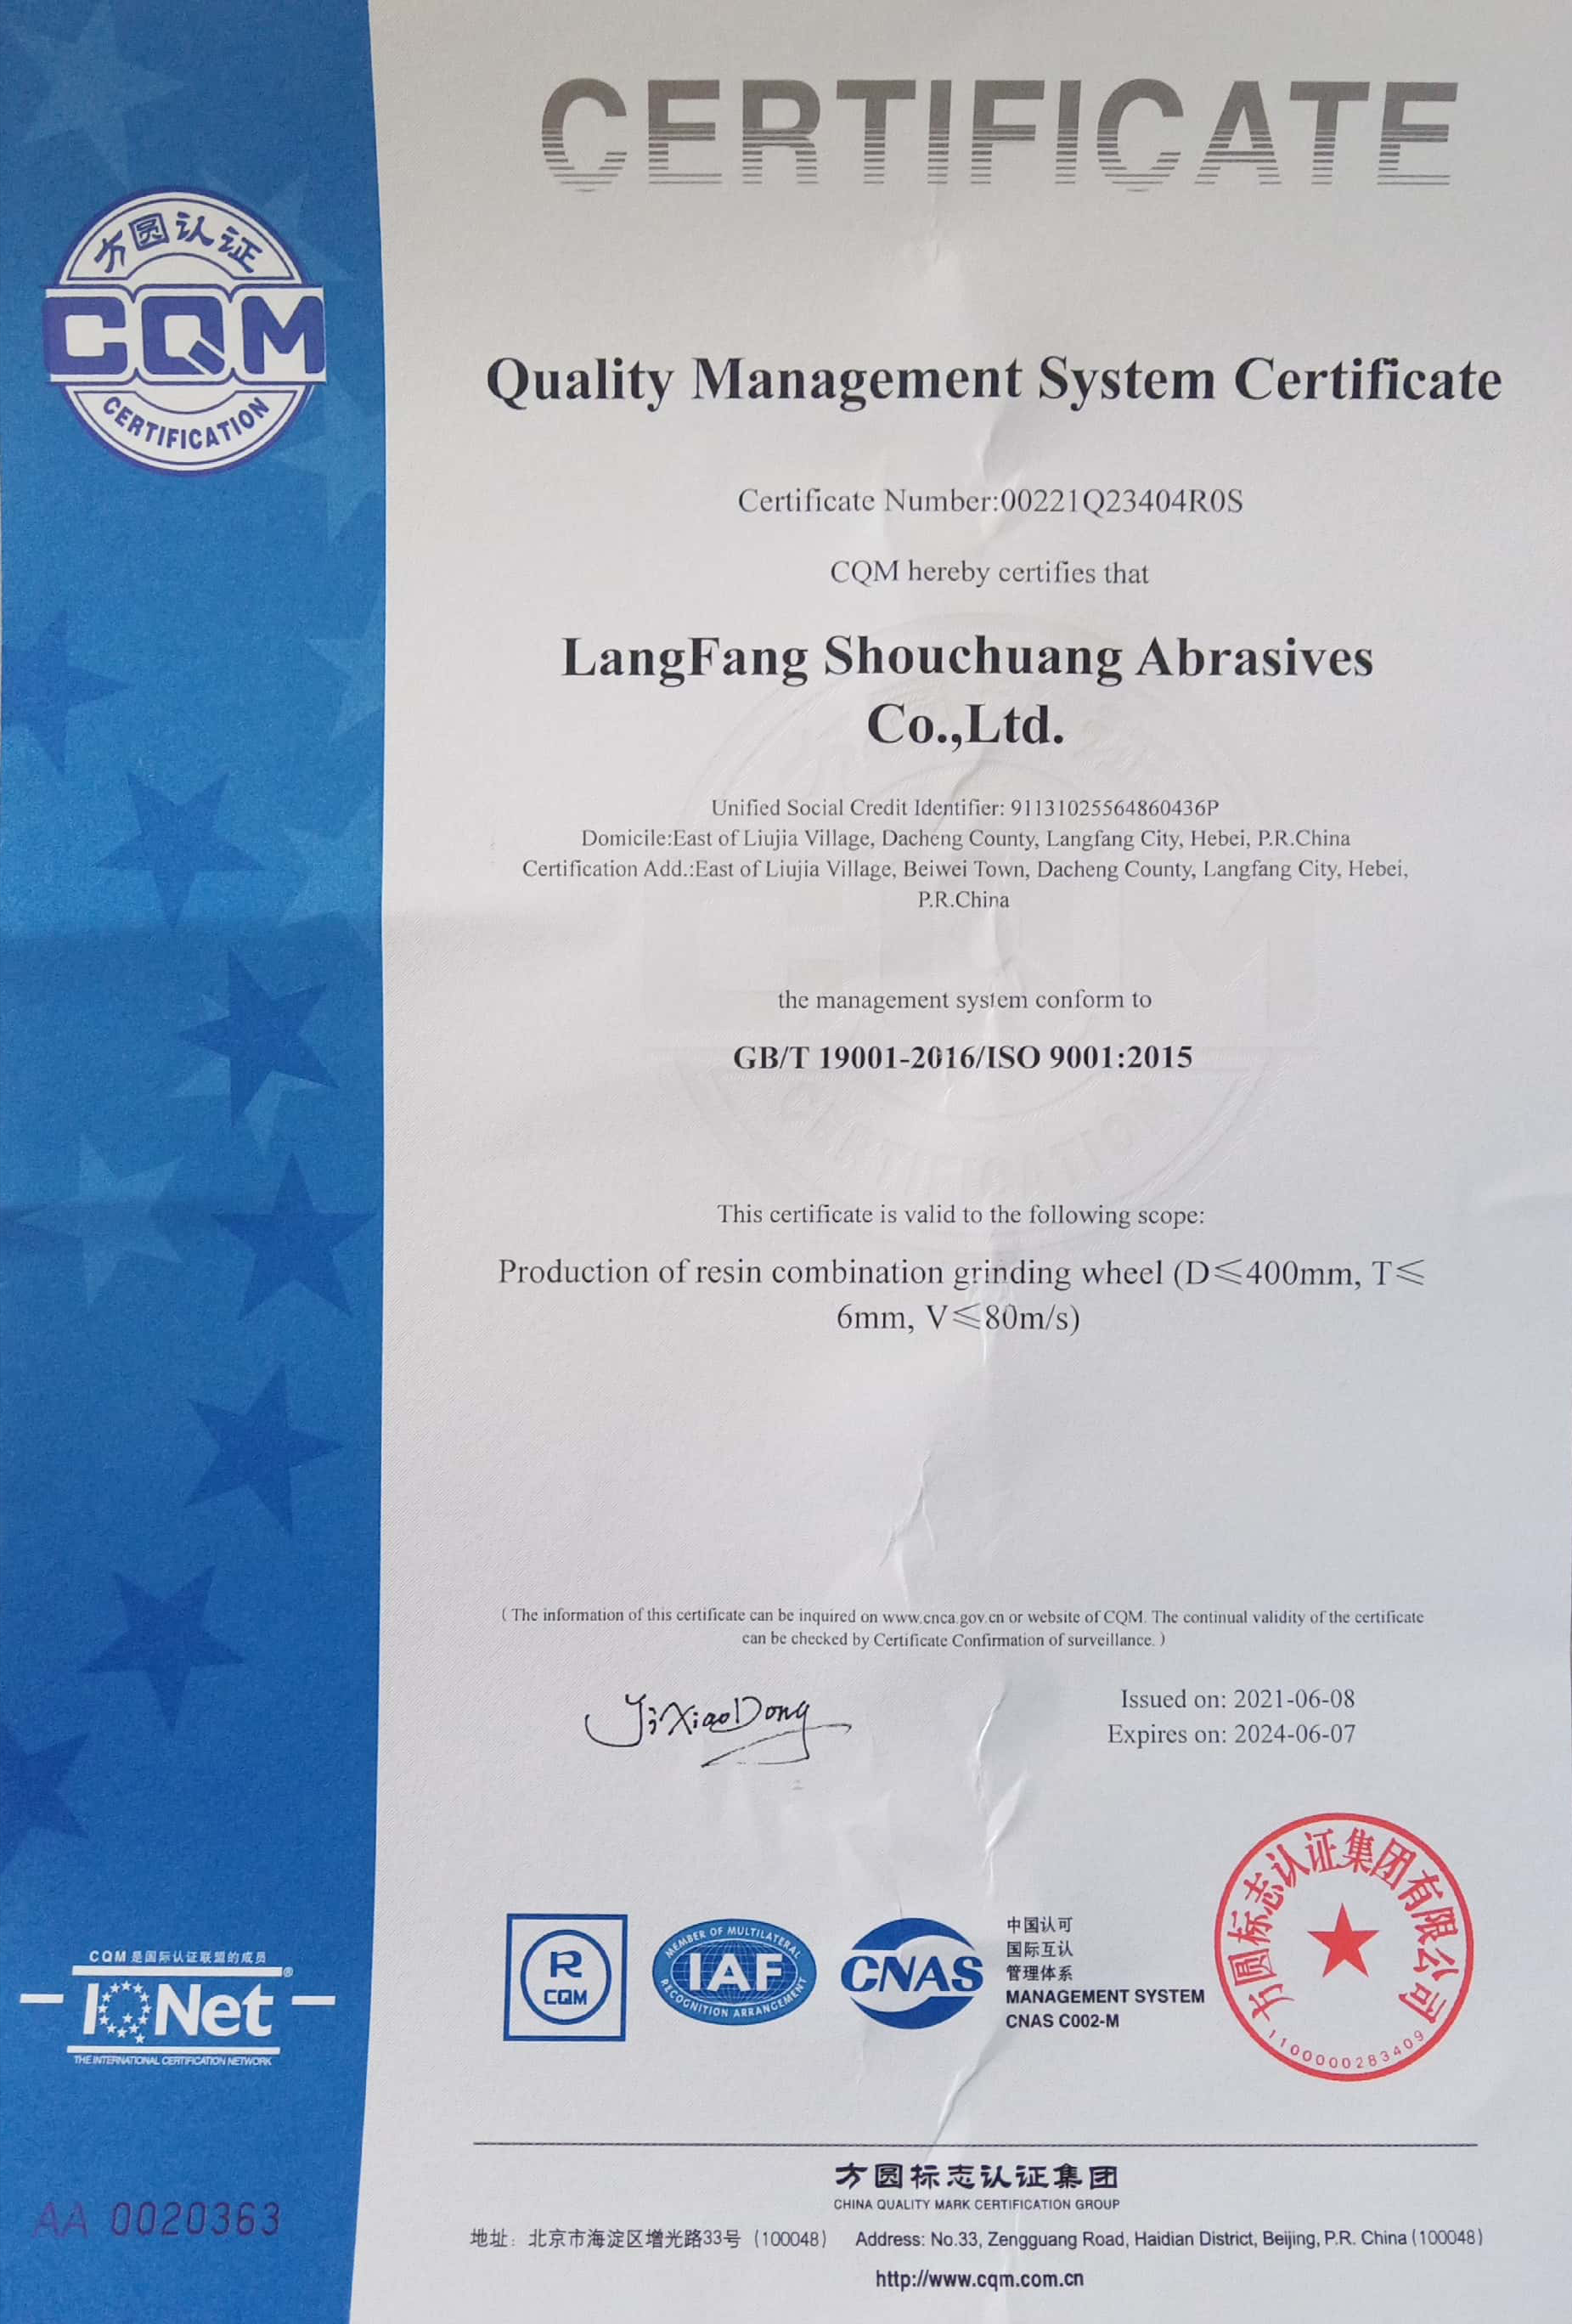 CERTIFICATE
方圆认证
CQM
CERTIFICATION
Quality Management System Certificate
Certificate Number:00221Q23404R0S
CQM hereby certifies that
LangFang Shouchuang Abrasives
Co.,Ltd.
Unified Social Credit Identifier: 91131025564860436P
Domicile:East of Liujia Village, Dacheng County, Langfang City, Hebei, P.R.China
Certification Add.:East of Liujia Village, Beiwei Town, Dacheng County, Langfang City, Hebei,
P.R.China
the management system conform to
GB/T 19001-2016/ISO 9001:2015
This certificate is valid to the following scope:
Production of resin combination grinding wheel (D≤400mm, T≤
6mm, V≤80m/s)
( The information of this certificate can be inquired on www.cnca.gov.cn or website of CQM. The continual validity of the certificate
can be checked by Certificate Confirmation of surveillance. )
Ji XiaoDong
Issued on: 2021-06-08
Expires on: 2024-06-07
CQM 是国际认证联盟的成员
IQNet ®
THE INTERNATIONAL CERTIFICATION NETWORK
R
CQM
MEMBER OF MULTILATERAL
IAF
RECOGNITION ARRANGEMENT
CNAS
中国认可
国际互认
管理体系
MANAGEMENT SYSTEM
CNAS C002-M
方圆标志认证集团有限公司
1100000283409
AA 0020363
方圆标志认证集团
CHINA QUALITY MARK CERTIFICATION GROUP
地址：北京市海淀区增光路33号（100048） Address: No.33, Zengguang Road, Haidian District, Beijing, P.R. China (100048)
http://www.cqm.com.cn